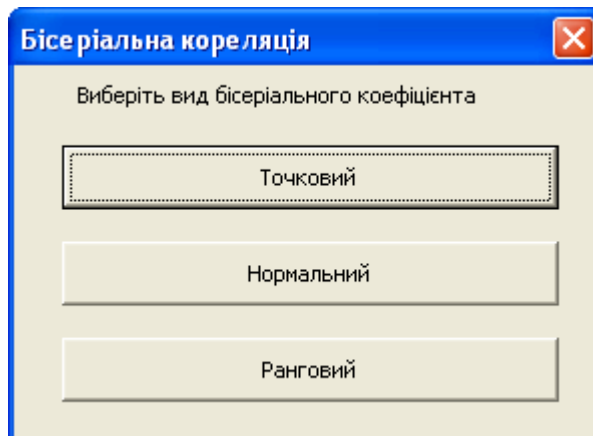 Бісеріальна кореляція
Виберіть вид бісеріального коефіцієнта
Точковий
Нормальний
Ранговий